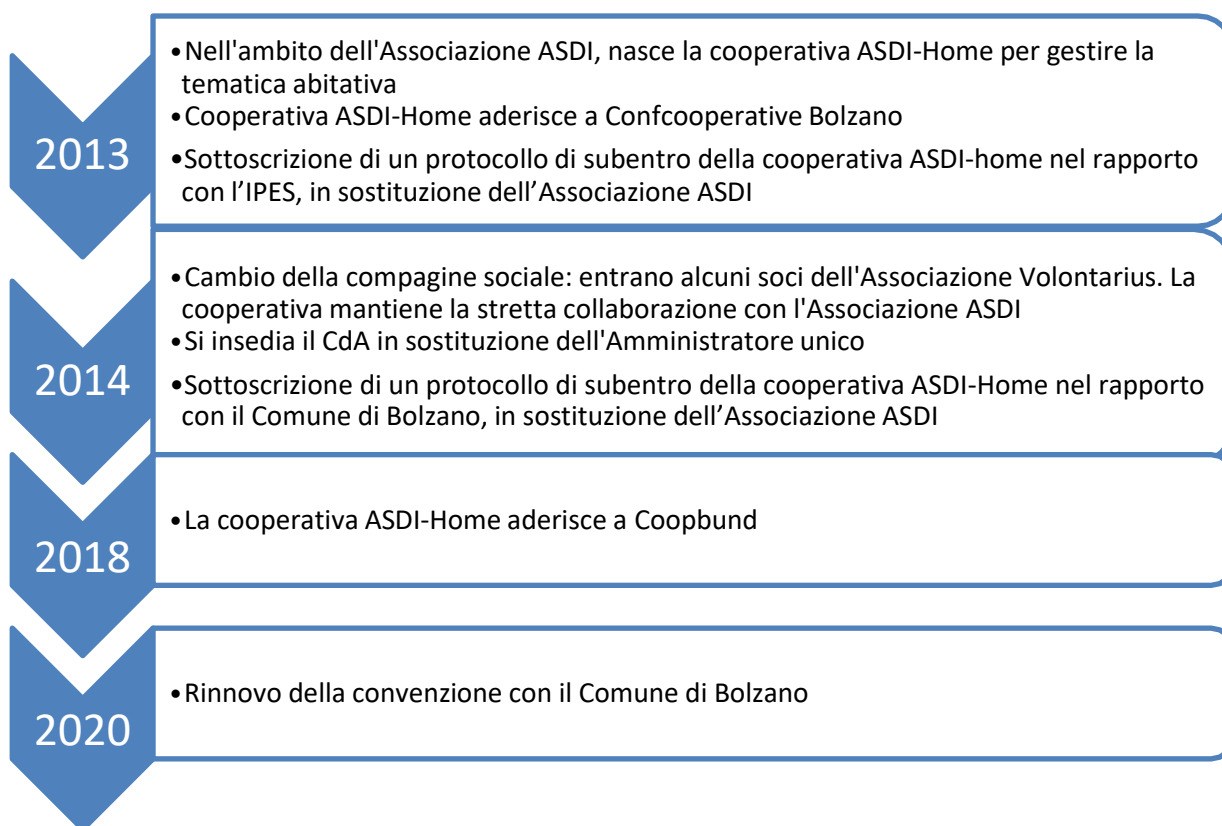 2013
•Nell'ambito dell'Associazione ASDI, nasce la cooperativa ASDI-Home per gestire la
tematica abitativa
•Cooperativa ASDI-Home aderisce a Confcooperative Bolzano
•Sottoscrizione di un protocollo di subentro della cooperativa ASDI-home nel rapporto
con l’IPES, in sostituzione dell’Associazione ASDI
2014
•Cambio della compagine sociale: entrano alcuni soci dell'Associazione Volontarius. La
cooperativa mantiene la stretta collaborazione con l'Associazione ASDI
•Si insedia il CdA in sostituzione dell'Amministratore unico
•Sottoscrizione di un protocollo di subentro della cooperativa ASDI-Home nel rapporto
con il Comune di Bolzano, in sostituzione dell’Associazione ASDI
2018
•La cooperativa ASDI-Home aderisce a Coopbund
2020
•Rinnovo della convenzione con il Comune di Bolzano